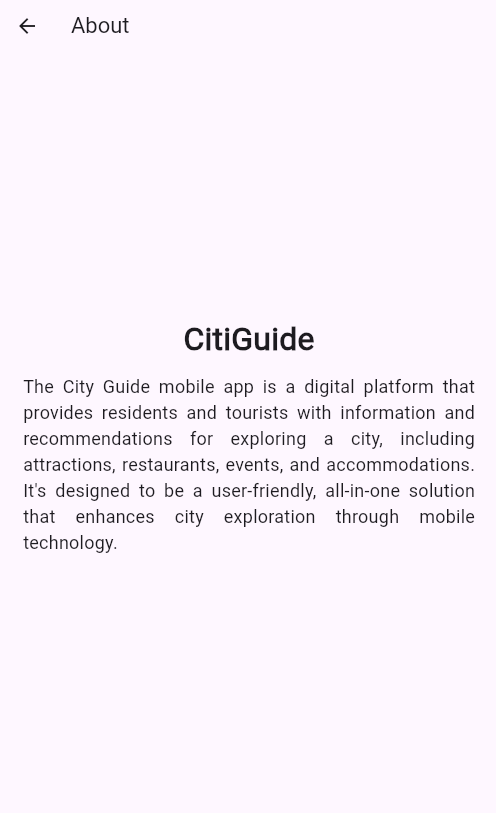 About
CitiGuide
The City Guide mobile app is a digital platform that
provides residents and tourists with information and
recommendations for exploring a city, including
attractions, restaurants, events, and accommodations.
It's designed to be a user-friendly, all-in-one solution
that enhances city exploration through mobile
technology.